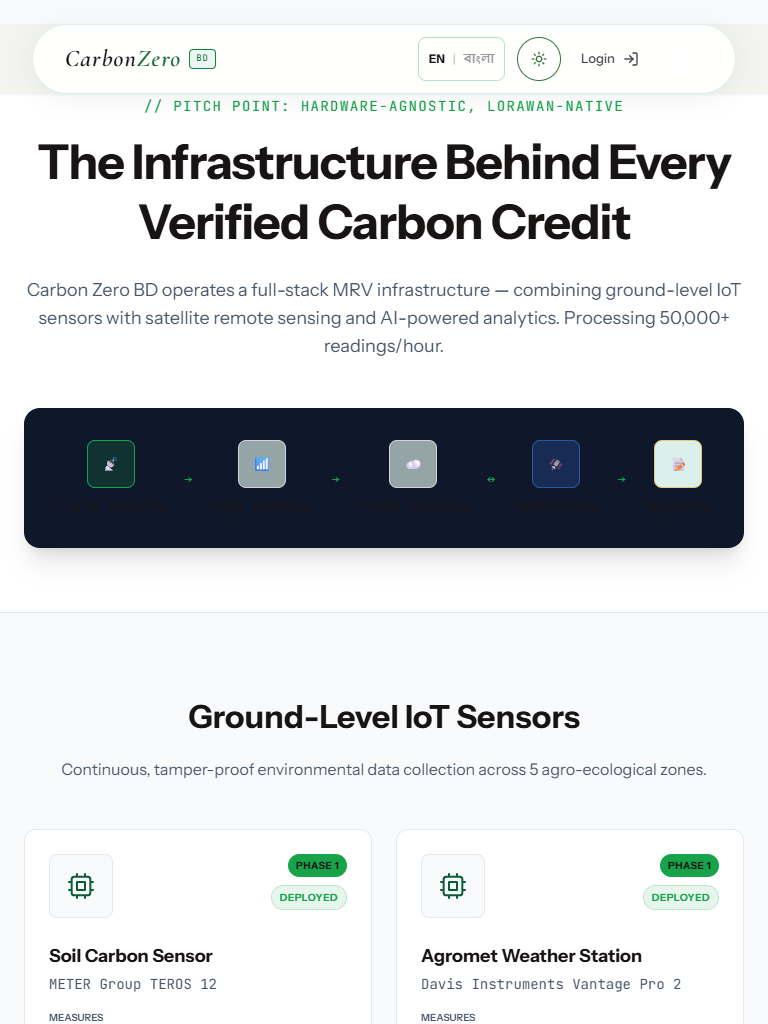 CarbonZero BD
EN | বাংলা
Login
// PITCH POINT: HARDWARE-AGNOSTIC, LORAWAN-NATIVE
The Infrastructure Behind Every
Verified Carbon Credit
Carbon Zero BD operates a full-stack MRV infrastructure — combining ground-level IoT
sensors with satellite remote sensing and AI-powered analytics. Processing 50,000+
readings/hour.
Ground-Level IoT Sensors
Continuous, tamper-proof environmental data collection across 5 agro-ecological zones.
PHASE 1
DEPLOYED
Soil Carbon Sensor
METER Group TEROS 12
MEASURES
PHASE 1
DEPLOYED
Agromet Weather Station
Davis Instruments Vantage Pro 2
MEASURES